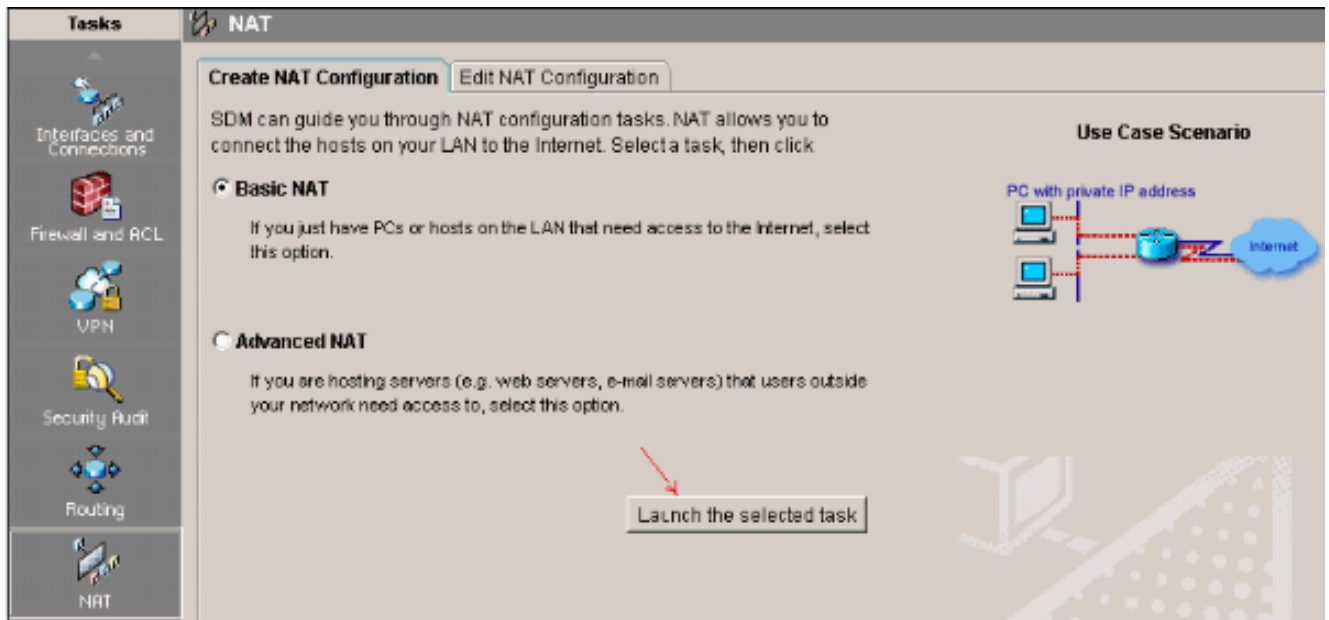 Tasks
NAT
Interfaces and
Connections
Firewall and ACL
VPN
Security Audit
Routing
NAT
Create NAT Configuration
Edit NAT Configuration
SDM can guide you through NAT configuration tasks. NAT allows you to
connect the hosts on your LAN to the Internet. Select a task, then click
Basic NAT
If you just have PCs or hosts on the LAN that need access to the Internet, select
this option.
Advanced NAT
If you are hosting servers (e.g. web servers, e-mail servers) that users outside
your network need access to, select this option.
Launch the selected task
Use Case Scenario
PC with private IP address
Internet